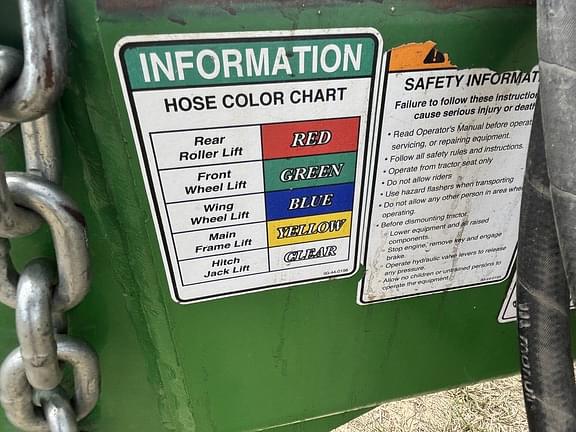 INFORMATION
HOSE COLOR CHART
Rear
Roller Lift
RED
Front
Wheel Lift
GREEN
Wing
Wheel Lift
BLUE
Main
Frame Lift
YELLOW
Hitch
Jack Lift
CLEAR
SAFETY INFORMAT
Failure to follow these instruction
cause serious injury or death
• Read Operator's Manual before operat
servicing, or repairing equipment.
• Follow all safety rules and instructions.
• Operate from tractor seat only
• Do not allow riders
• Use hazard flashers when transporting
• Do not allow any other person in area when
operating.
• Before dismounting tractor
- Lower equipment and all raised
components.
- Stop engine, remove key and engage
brake.
- Operate hydraulic valve levers to release
any pressure.
- Allow no children or untrained persons to
operate the equipment.